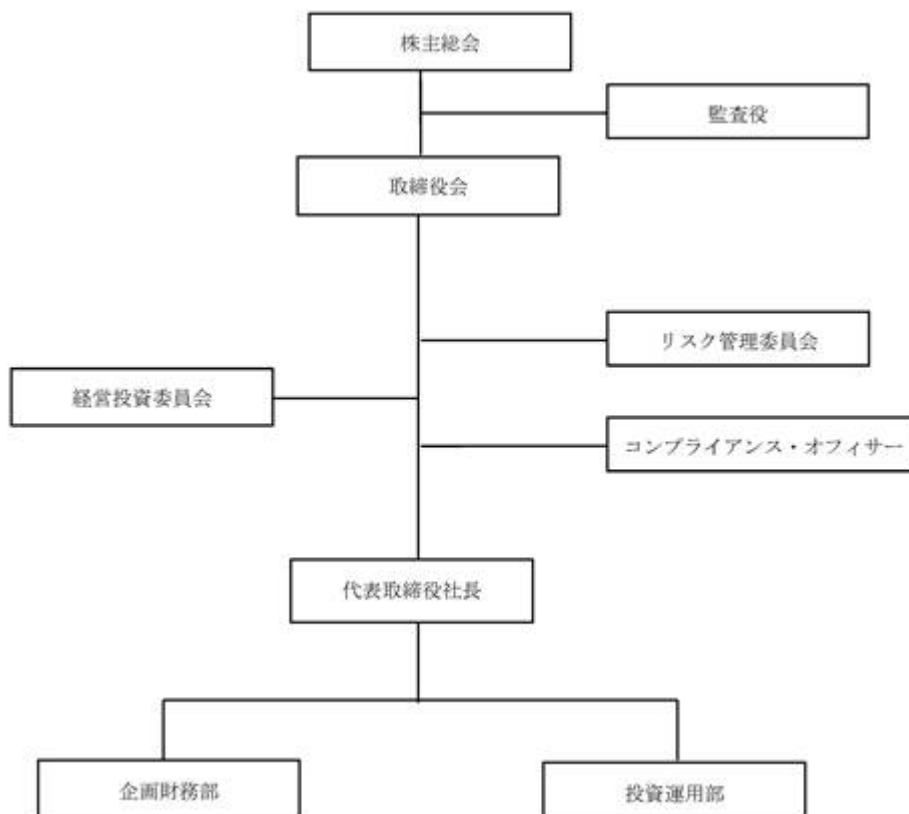 株主総会
監査役
取締役会
リスク管理委員会
経営投資委員会
コンプライアンス・オフィサー
代表取締役社長
企画財務部
投資運用部